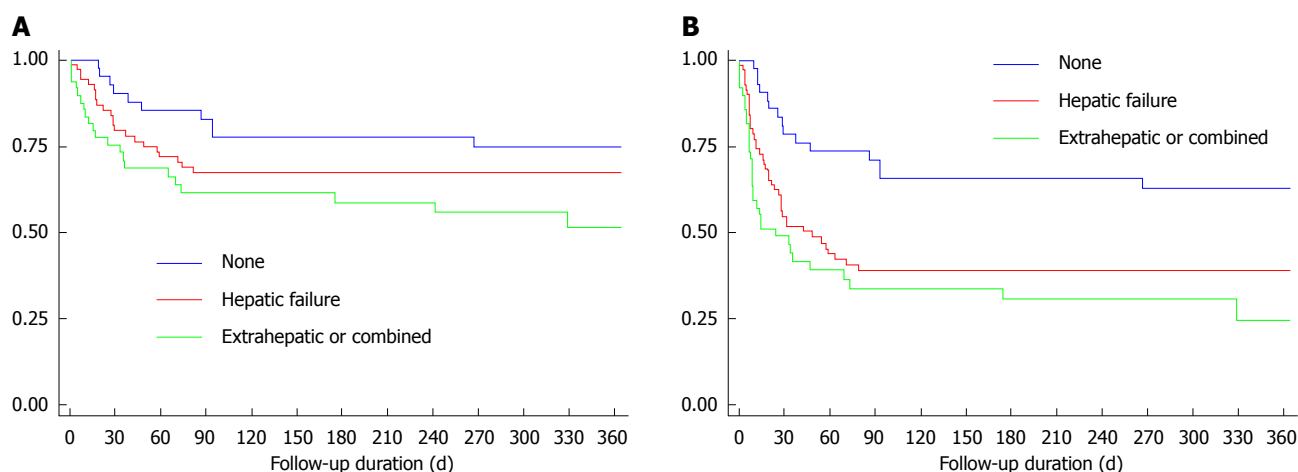 A
1.00
0.75
0.50
0.25
0.00
None
Hepatic failure
Extrahepatic or combined
0 30 60 90 120 150 180 210 240 270 300 330 360
Follow-up duration (d)
B
1.00
0.75
0.50
0.25
0.00
None
Hepatic failure
Extrahepatic or combined
0 30 60 90 120 150 180 210 240 270 300 330 360
Follow-up duration (d)